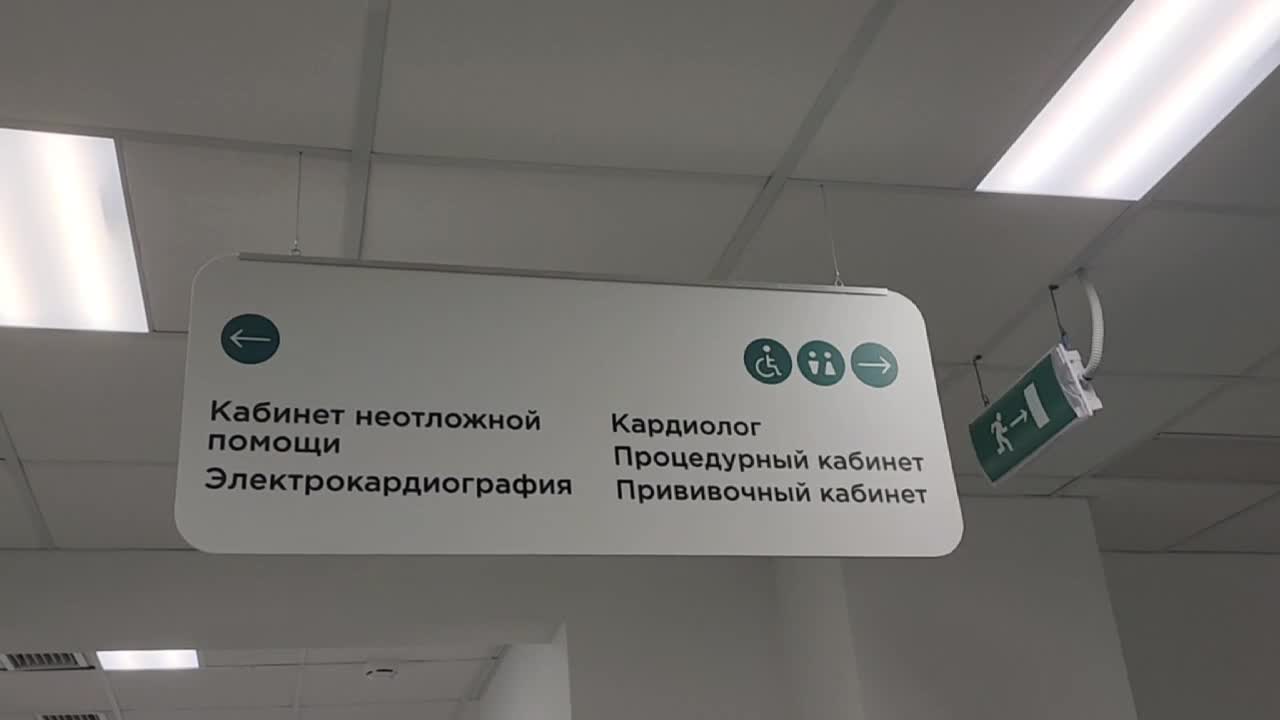 Кабинет неотложной
помощи
Электрокардиография
Кардиолог
Процедурный кабинет
Прививочный кабинет